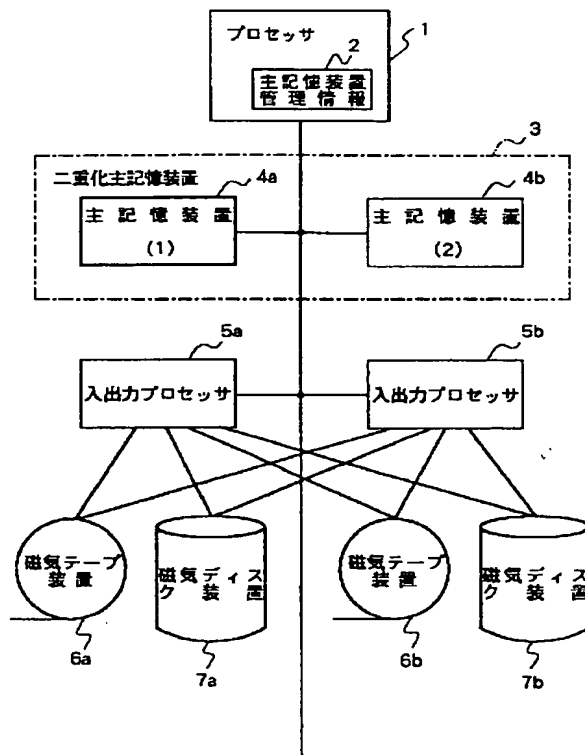 プロセッサ
1
2
主記憶装置
管理情報
3
二重化主記憶装置
4a
4b
主記憶装置
(1)
主記憶装置
(2)
5a
5b
入出力プロセッサ
入出力プロセッサ
磁気テープ
装置
磁気ディス
ク装置
磁気テープ
装置
磁気ディス
ク装置
6a
7a
6b
7b